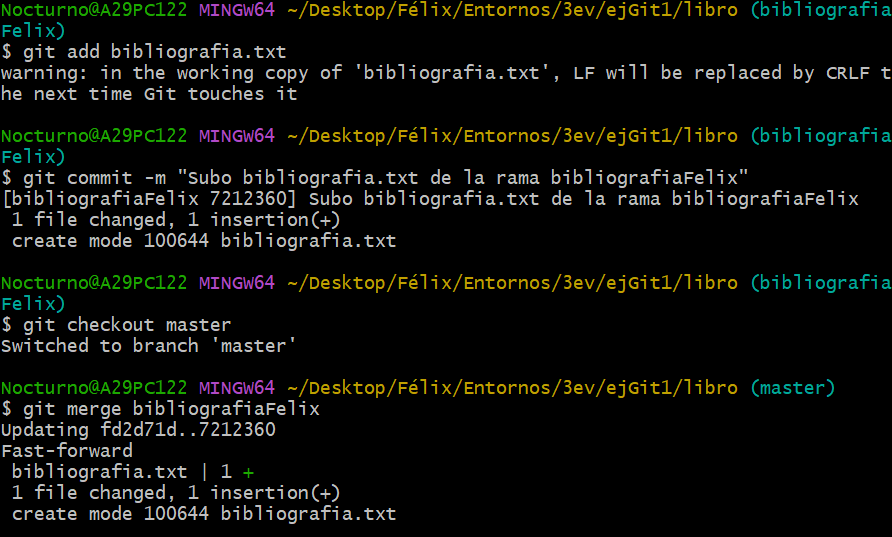 Nocturno@A29PC122 MINGW64 ~/Desktop/Félix/Entornos/3ev/ejGit1/libro (bibliografia
Felix)
$ git add bibliografia.txt
warning: in the working copy of 'bibliografia.txt', LF will be replaced by CRLF t
he next time Git touches it
Nocturno@A29PC122 MINGW64 ~/Desktop/Félix/Entornos/3ev/ejGit1/libro (bibliografia
Felix)
$ git commit -m "Subo bibliografia.txt de la rama bibliografiaFelix"
[bibliografiaFelix 7212360] Subo bibliografia.txt de la rama bibliografiaFelix
 1 file changed, 1 insertion(+)
 create mode 100644 bibliografia.txt
Nocturno@A29PC122 MINGW64 ~/Desktop/Félix/Entornos/3ev/ejGit1/libro (bibliografia
Felix)
$ git checkout master
Switched to branch 'master'
Nocturno@A29PC122 MINGW64 ~/Desktop/Félix/Entornos/3ev/ejGit1/libro (master)
$ git merge bibliografiaFelix
Updating fd2d71d..7212360
Fast-forward
 bibliografia.txt | 1 +
 1 file changed, 1 insertion(+)
 create mode 100644 bibliografia.txt